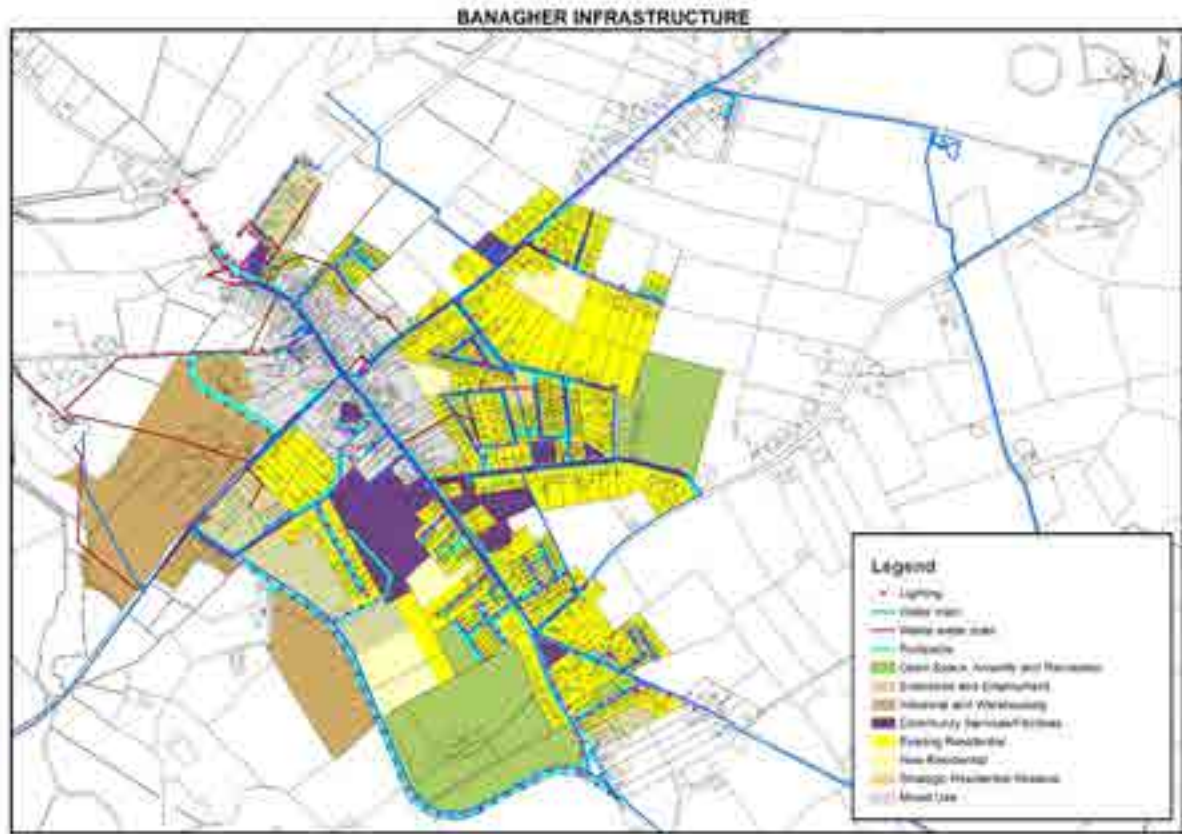 BANAGHER INFRASTRUCTURE
N
Legend
Lighting
Water main
Waste water main
Footpaths
Open Space, Amenity and Recreation
Enterprise and Employment
Industrial and Warehousing
Community Services/Facilities
Existing Residential
New Residential
Strategic Residential Reserve
Mixed Use